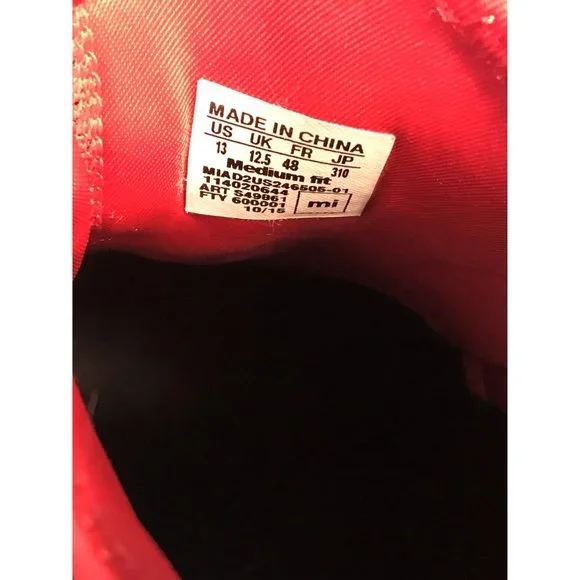 MADE IN CHINA
US UK FR JP
13 12.5 48 310
Medium fit
MIAD2US246505-01
114020644
ART S49861
FTY 600001
10/15
mi